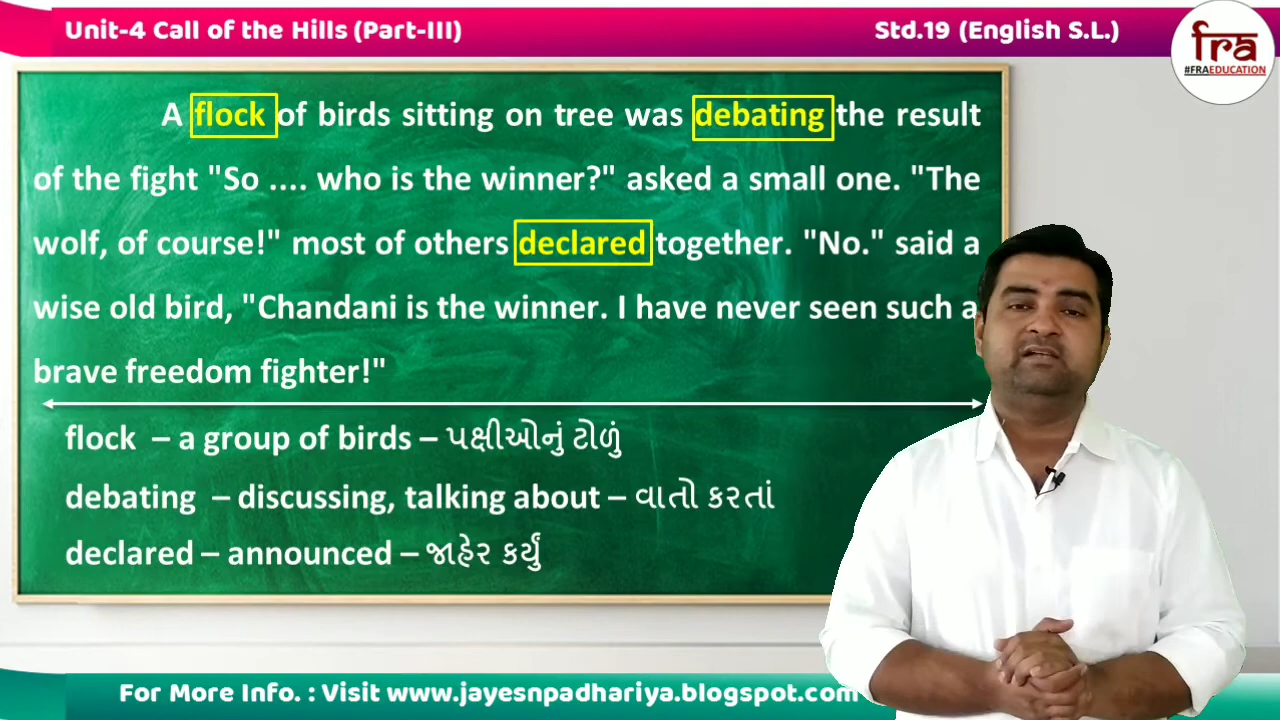 Unit-4 Call of the Hills (Part-III)
Std.19 (English S.L.)
fra
#FRAEDUCATION
A flock of birds sitting on tree was debating the result
of the fight "So .... who is the winner?" asked a small one. "The
wolf, of course!" most of others declared together. "No." said a
wise old bird, "Chandani is the winner. I have never seen such a
brave freedom fighter!"
flock – a group of birds – પક્ષીઓનું ટોળું
debating – discussing, talking about – વાતો કરતાં
declared – announced – જાહેર કર્યું
For More Info. : Visit www.jayesnpadhariya.blogspot.com